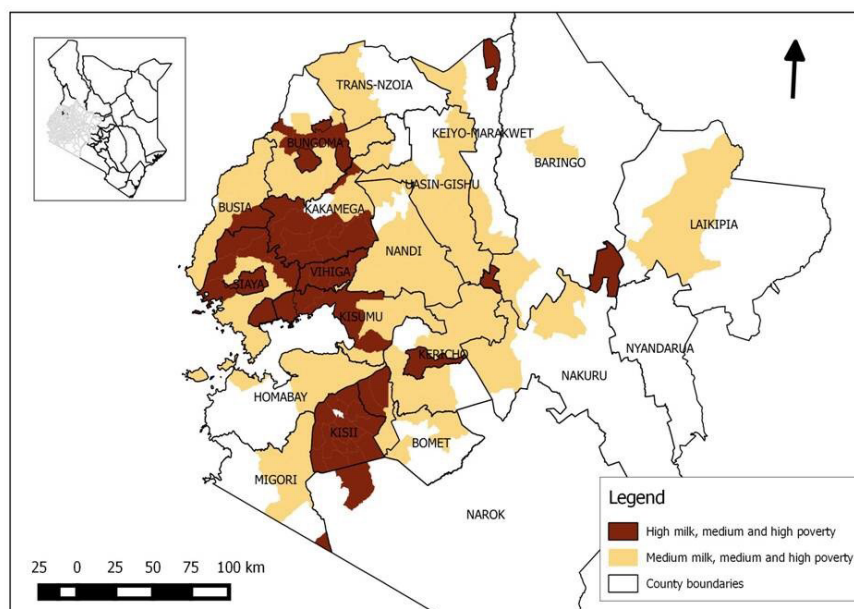 TRANS-NZOIA
KEIYO-MARAKWET
BUNGOMA
BARINGO
UASIN-GISHU
BUSIA
KAKAMEGA
LAIKIPIA
NANDI
VIHIGA
SIAYA
KISUMU
KERICHO
NYANDARUA
NAKURU
HOMABAY
KISII
BOMET
MIGORI
NAROK
Legend
High milk, medium and high poverty
Medium milk, medium and high poverty
County boundaries
25 0 25 50 75 100 km